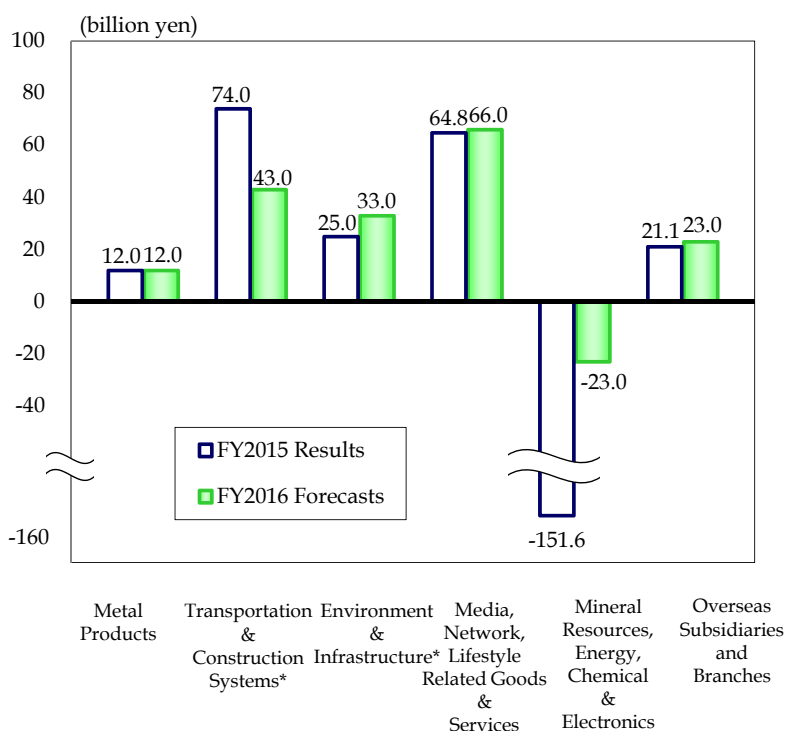 (billion yen)
100
80
60
40
20
0
-20
-40
-160
12.0 12.0
74.0
43.0
25.0
33.0
64.8 66.0
-151.6
-23.0
21.1 23.0
FY2015 Results
FY2016 Forecasts
Metal
Products
Transportation
&
Construction
Systems*
Environment
&
Infrastructure*
Media,
Network,
Lifestyle
Related Goods
&
Services
Mineral
Resources,
Energy,
Chemical
&
Electronics
Overseas
Subsidiaries
and
Branches